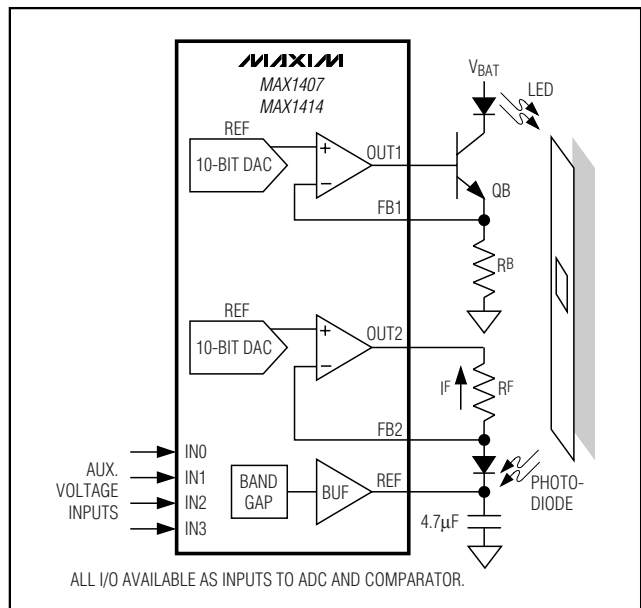 MAXIM
MAX1407
MAX1414
VBAT
LED
REF
10-BIT DAC
+
−
OUT1
FB1
QB
RB
REF
10-BIT DAC
+
−
OUT2
FB2
IF
RF
AUX.
VOLTAGE
INPUTS
IN0
IN1
IN2
IN3
BAND
GAP
BUF
REF
PHOTO-
DIODE
4.7µF
ALL I/O AVAILABLE AS INPUTS TO ADC AND COMPARATOR.